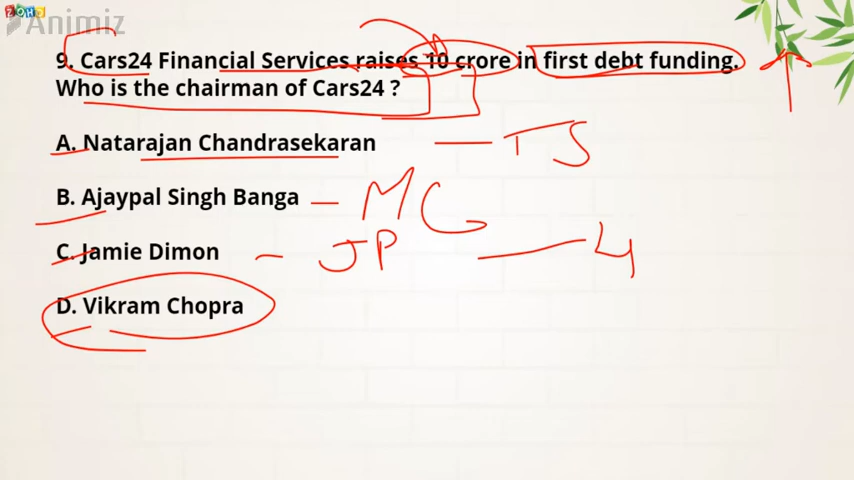 ZOHO
Animiz
9. Cars24 Financial Services raises 10 crore in first debt funding.
Who is the chairman of Cars24 ?
A. Natarajan Chandrasekaran — TS
B. Ajaypal Singh Banga — MC
C. Jamie Dimon — JP — 4
D. Vikram Chopra